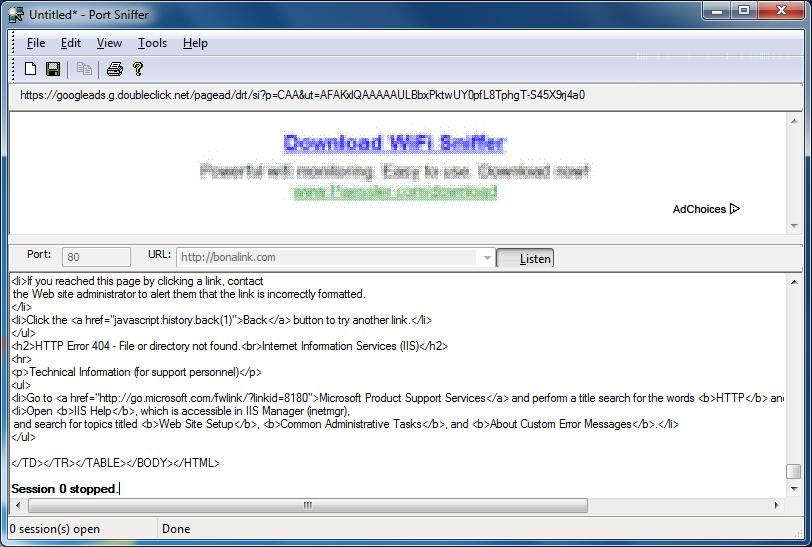 Untitled* - Port Sniffer
File Edit View Tools Help
https://googleads.g.doubleclick.net/pagead/drt/si?p=CAA&ut=AFAKxlQAAAAAULBbxPktwUY0pfL8TphgT-S45X9rj4a0
Download WiFi Sniffer
Powerful wifi monitoring. Easy to use. Download now!
www.Paessler.com/download
AdChoices
Port: 80 URL: http://bonalink.com Listen
<li>If you reached this page by clicking a link, contact
the Web site administrator to alert them that the link is incorrectly formatted.
</li>
<li>Click the <a href="javascript:history.back(1)">Back</a> button to try another link.</li>
</ul>
<h2>HTTP Error 404 - File or directory not found.<br>Internet Information Services (IIS)</h2>
<hr>
<p>Technical Information (for support personnel)</p>
<ul>
<li>Go to <a href="http://go.microsoft.com/fwlink/?linkid=8180">Microsoft Product Support Services</a> and perform a title search for the words <b>HTTP</b> an
<li>Open <b>IIS Help</b>, which is accessible in IIS Manager (inetmgr),
and search for topics titled <b>Web Site Setup</b>, <b>Common Administrative Tasks</b>, and <b>About Custom Error Messages</b>.</li>
</ul>
</TD></TR></TABLE></BODY></HTML>
Session 0 stopped.
0 session(s) open Done